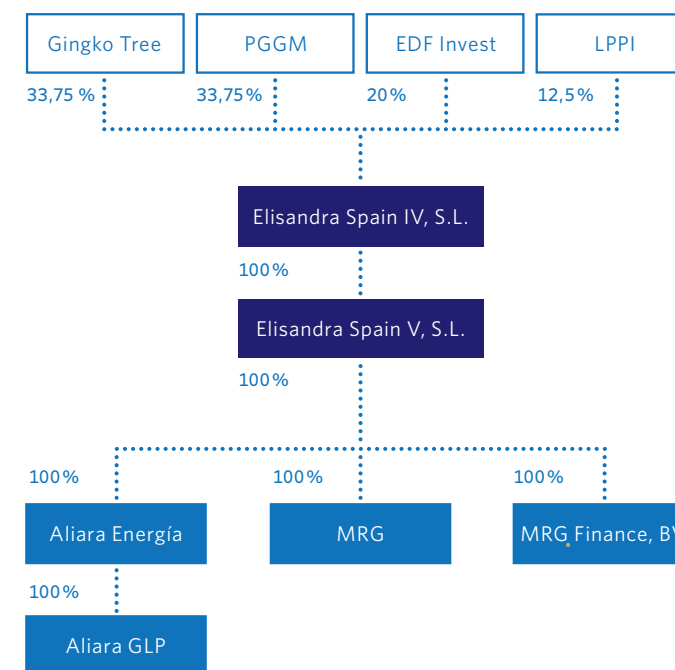 Gingko Tree PGGM EDF Invest LPPI
33,75 % 33,75% 20% 12,5%
Elisandra Spain IV, S.L.
100%
Elisandra Spain V, S.L.
100%
100% 100% 100%
Aliara Energía MRG MRG Finance, BV
100%
Aliara GLP